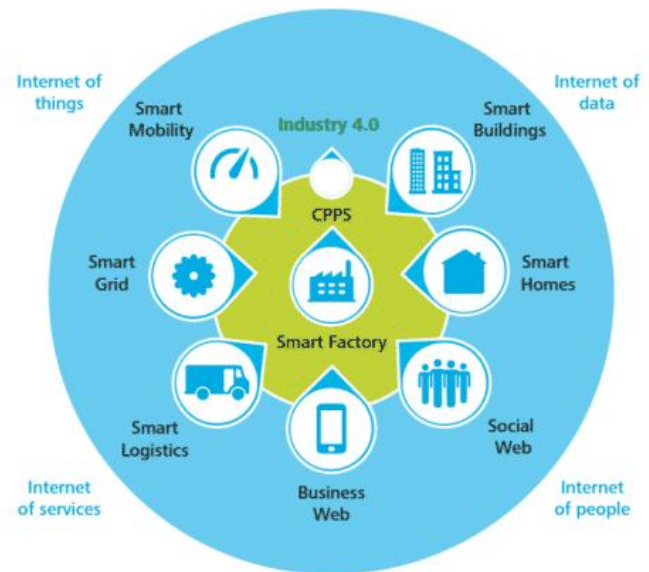 Internet of
things
Internet of
data
Smart
Mobility
Industry 4.0
Smart
Buildings
CPPS
Smart
Grid
Smart
Homes
Smart Factory
Smart
Logistics
Social
Web
Business
Web
Internet
of services
Internet
of people